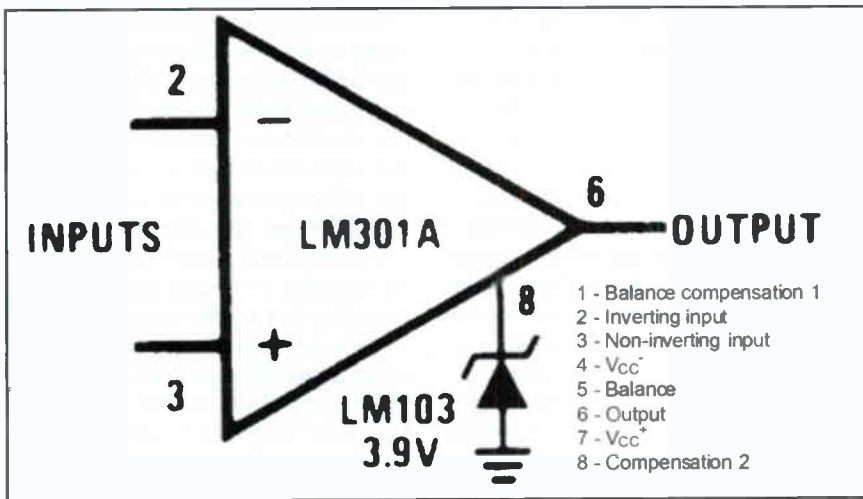 2
−
6
INPUTS
LM301A
OUTPUT
8
+
3
LM103
3.9V
1 - Balance compensation 1
2 - Inverting input
3 - Non-inverting input
4 - Vcc-
5 - Balance
6 - Output
7 - Vcc+
8 - Compensation 2